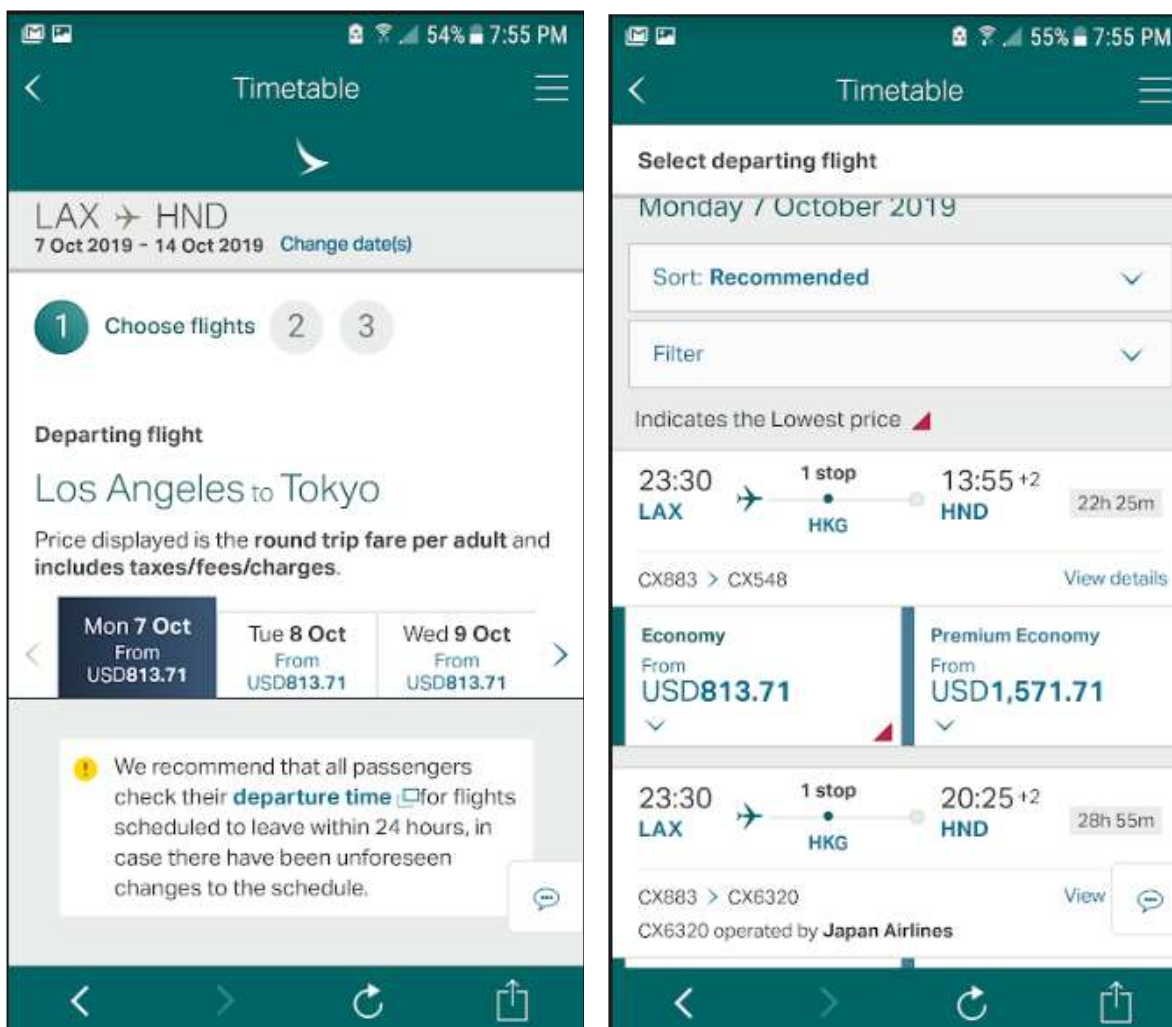 54% 7:55 PM
Timetable
LAX HND
7 Oct 2019 - 14 Oct 2019 Change date(s)
1 Choose flights 2 3
Departing flight
Los Angeles to Tokyo
Price displayed is the round trip fare per adult and
includes taxes/fees/charges.
Mon 7 Oct
From
USD813.71
Tue 8 Oct
From
USD813.71
Wed 9 Oct
From
USD813.71
We recommend that all passengers
check their departure time for flights
scheduled to leave within 24 hours, in
case there have been unforeseen
changes to the schedule.
55% 7:55 PM
Timetable
Select departing flight
Monday 7 October 2019
Sort: Recommended
Filter
Indicates the Lowest price
23:30 1 stop 13:55 +2
LAX HKG HND 22h 25m
CX883 > CX548 View details
Economy
From
USD813.71
Premium Economy
From
USD1,571.71
23:30 1 stop 20:25 +2
LAX HKG HND 28h 55m
CX883 > CX6320 View
CX6320 operated by Japan Airlines